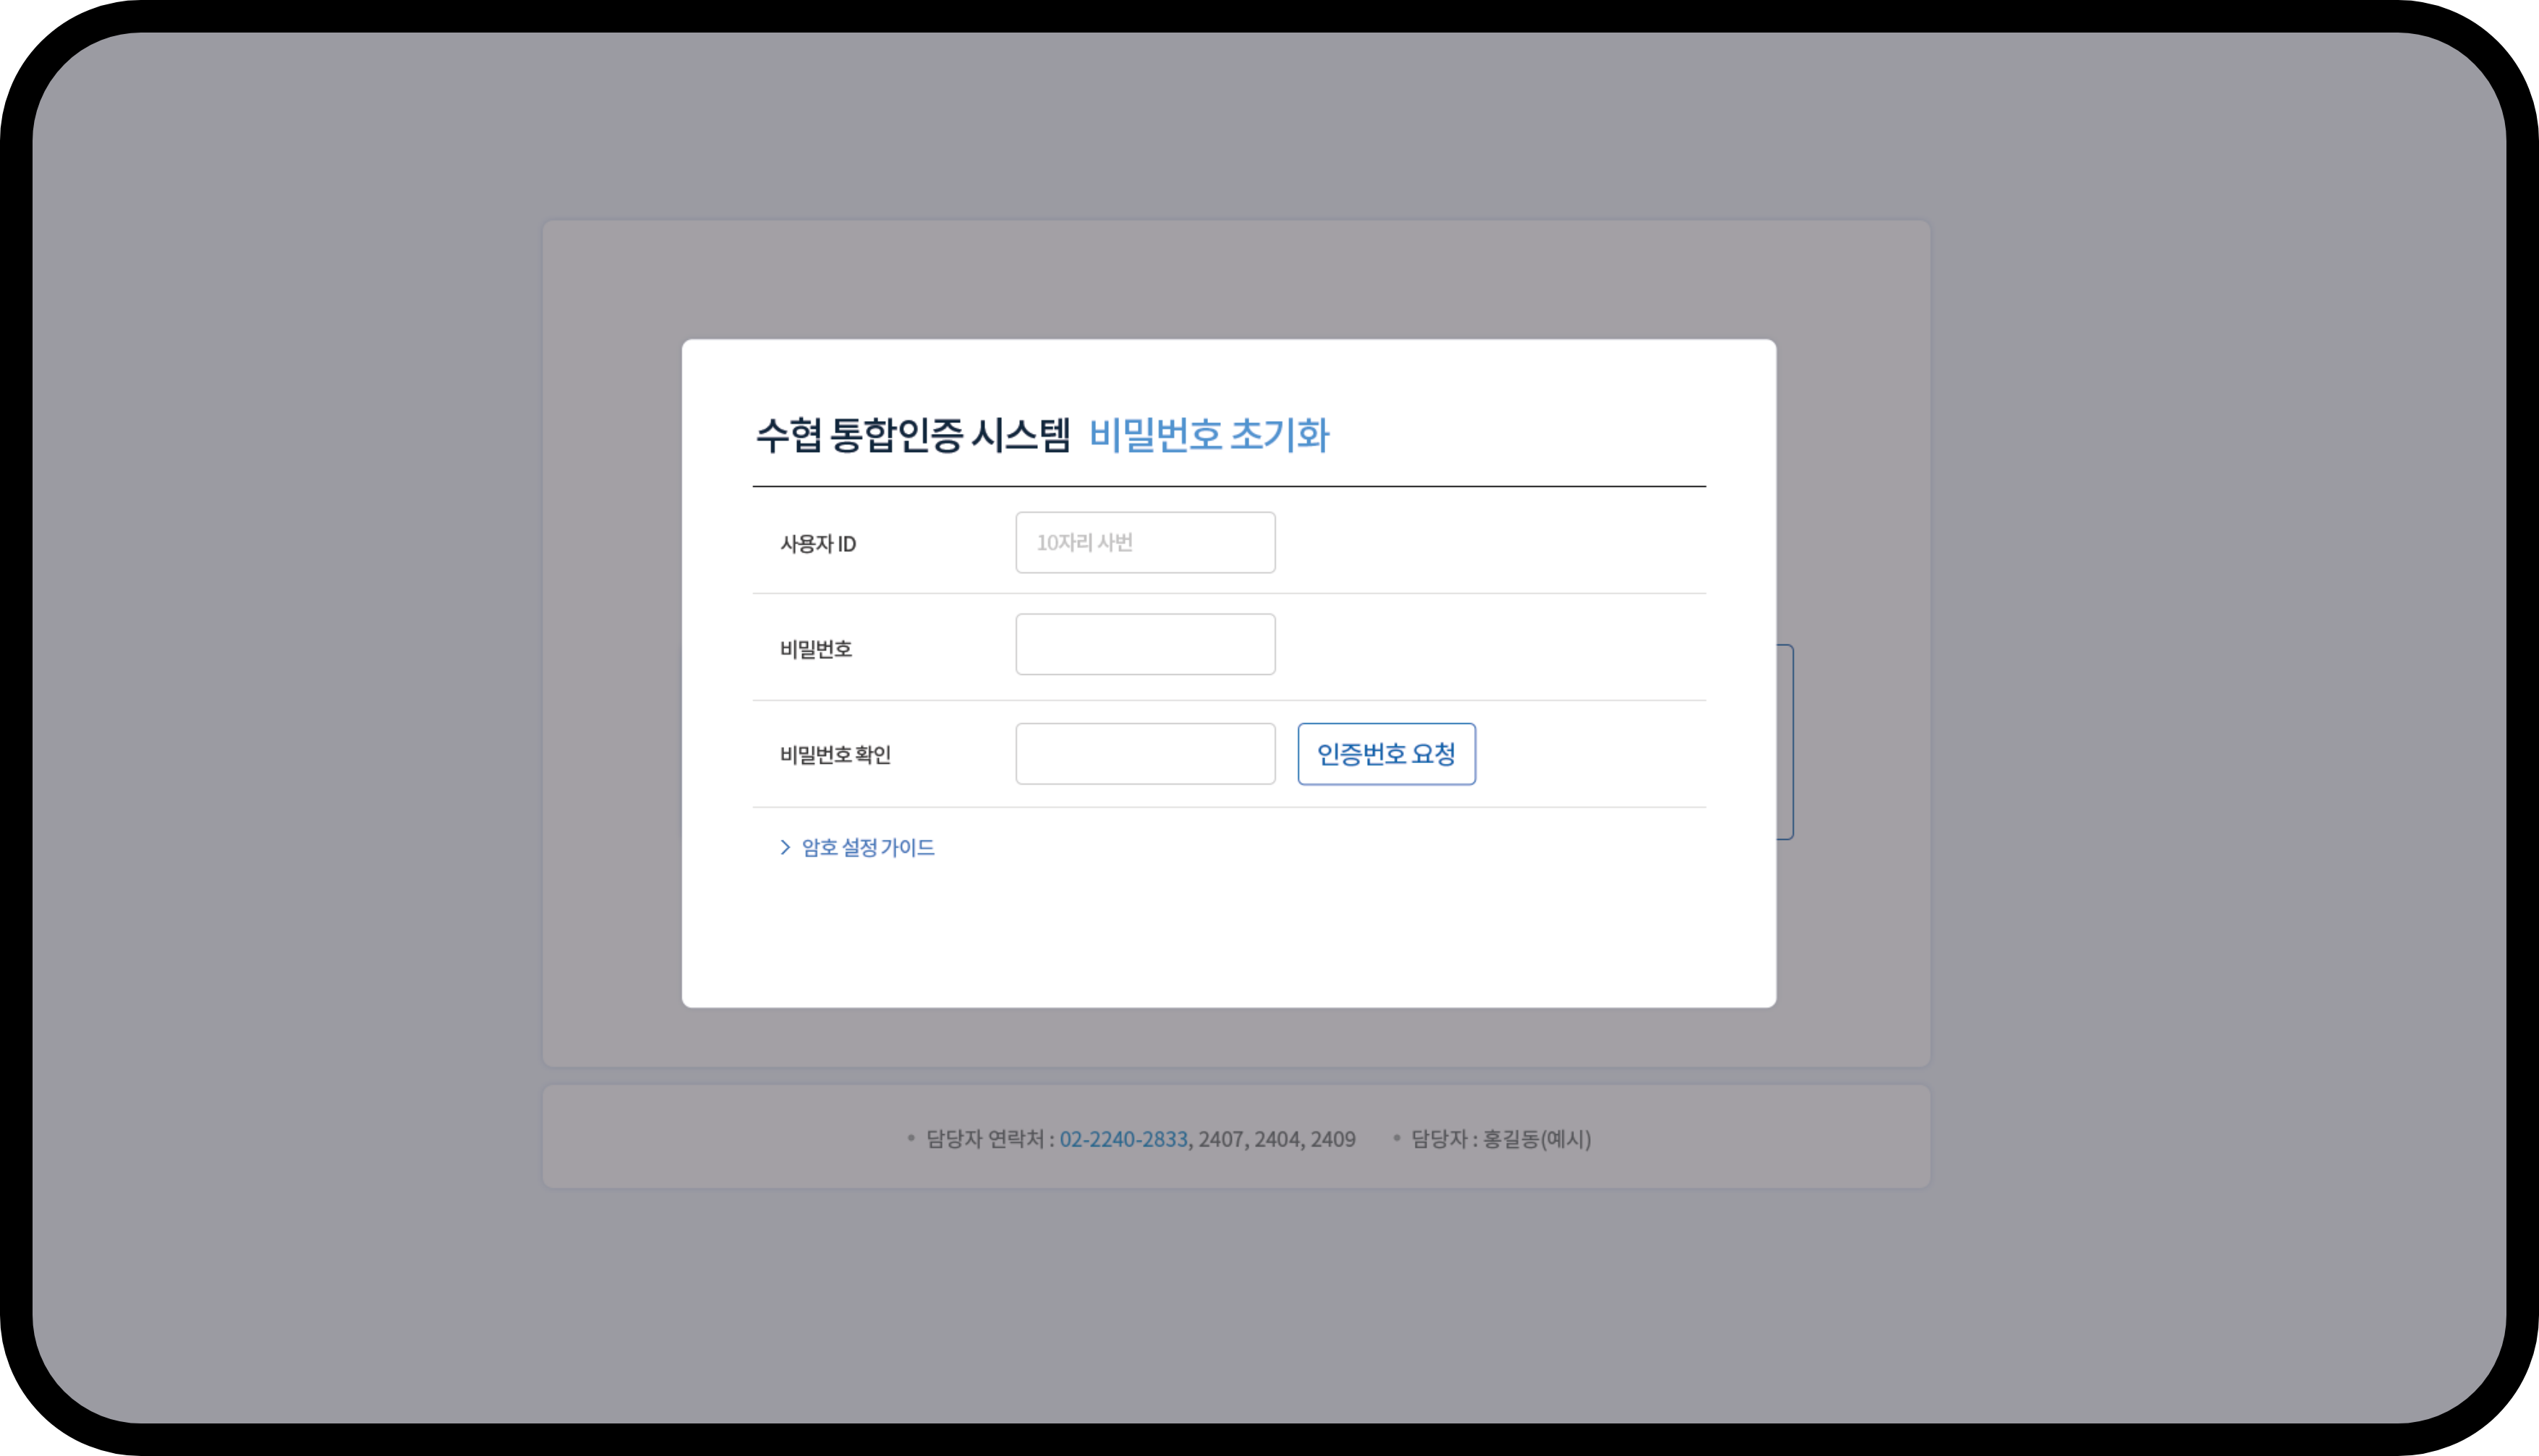 수협 통합인증 시스템 비밀번호 초기화
사용자 ID 10자리 사번
비밀번호
비밀번호 확인 인증번호 요청
> 암호 설정 가이드
• 담당자 연락처 : 02-2240-2833, 2407, 2404, 2409 • 담당자 : 홍길동(예시)